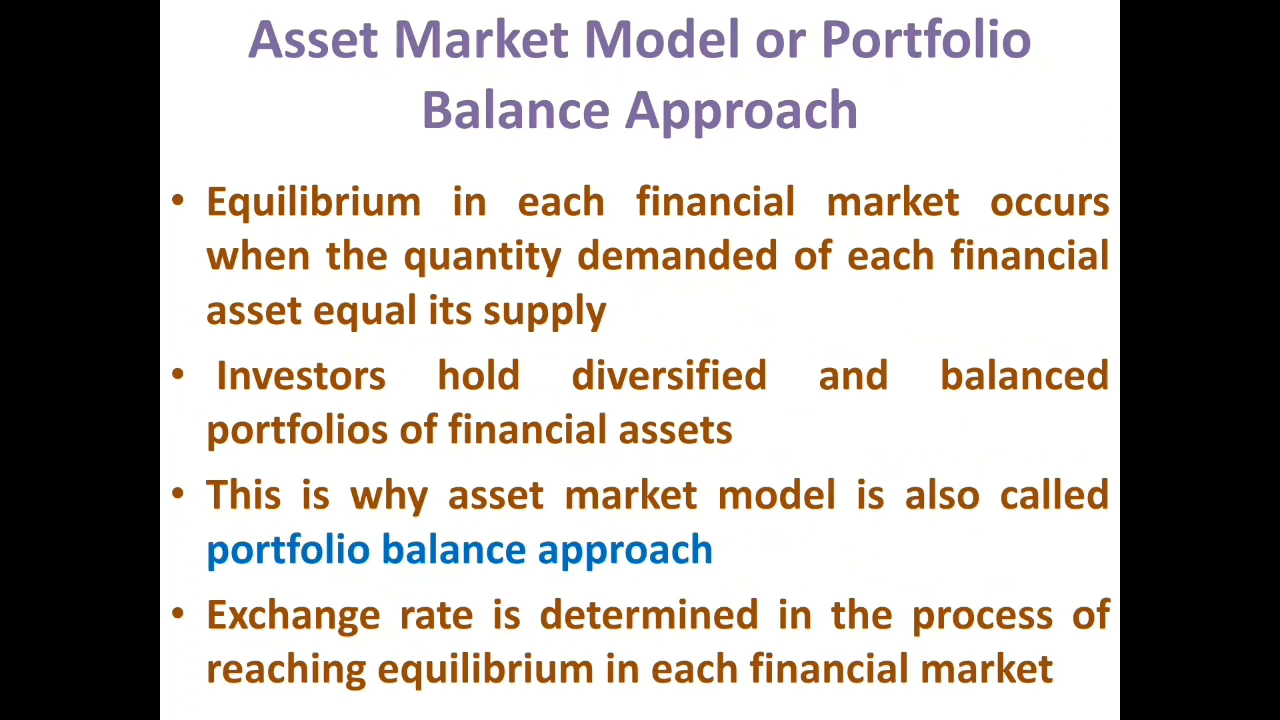 Asset Market Model or Portfolio
Balance Approach
• Equilibrium in each financial market occurs
when the quantity demanded of each financial
asset equal its supply
• Investors hold diversified and balanced
portfolios of financial assets
• This is why asset market model is also called
portfolio balance approach
• Exchange rate is determined in the process of
reaching equilibrium in each financial market